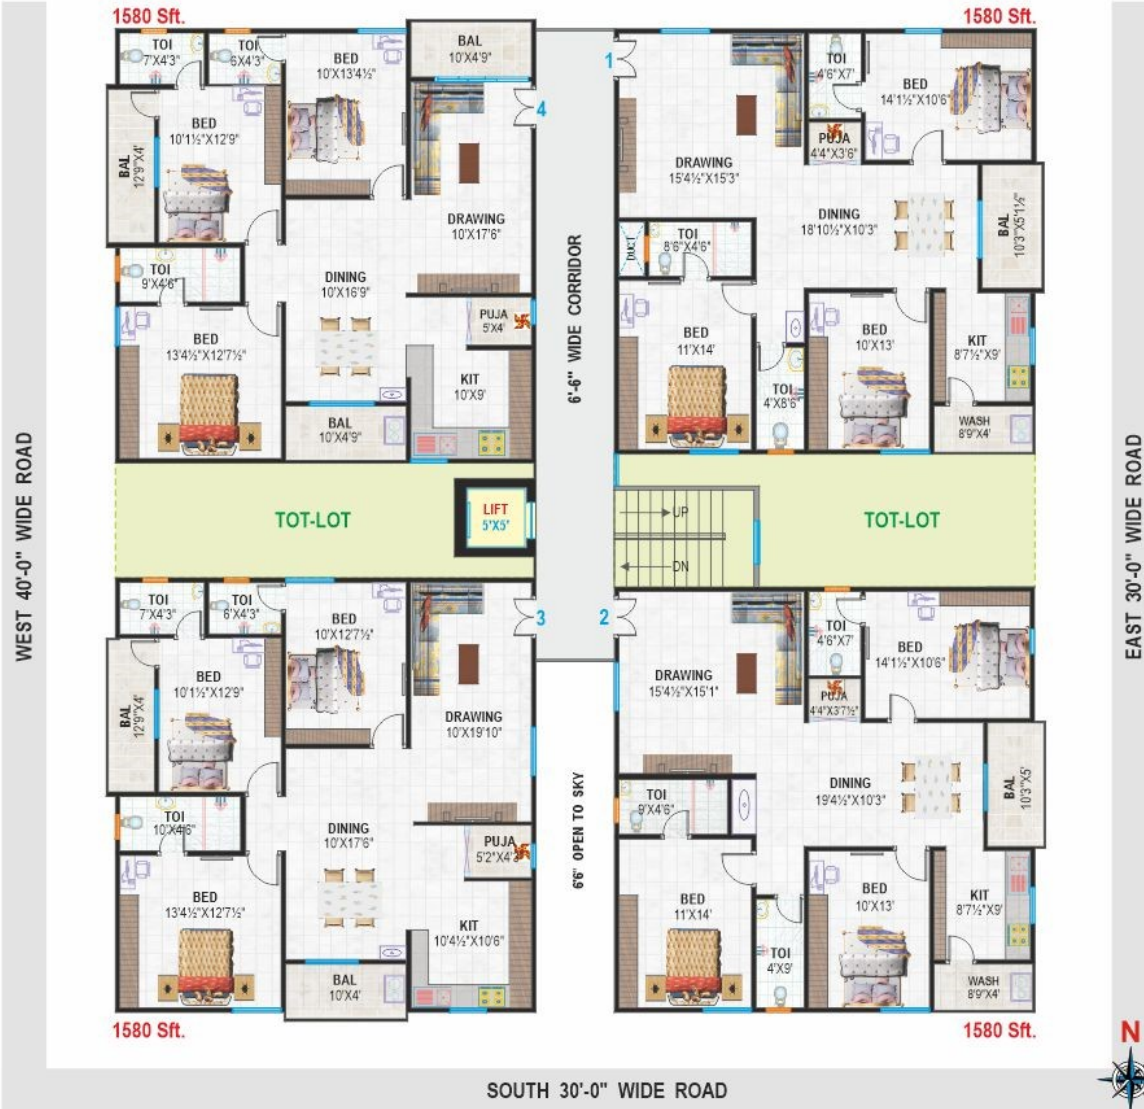 1580 Sft.
1580 Sft.
TOI
7'X4'3"
TOI
6'X4'3"
BED
10'X13'4½"
BAL
10'X4'9"
4
BED
10'1½"X12'9"
BAL
12'9"X4'
DRAWING
10'X17'6"
TOI
9'X4'6"
DINING
10'X16'9"
PUJA
5'X4'
BED
13'4½"X12'7½"
KIT
10'X9'
BAL
10'X4'9"
6'-6" WIDE CORRIDOR
1
TOI
4'6"X7'
BED
14'1½"X10'6"
PUJA
4'4"X3'6"
DRAWING
15'4½"X15'3"
DINING
18'10½"X10'3"
BAL
10'3"X5'1½"
DUCT
TOI
8'6"X4'6"
BED
11'X14'
BED
10'X13'
KIT
8'7½"X9'
TOI
4'X8'6"
WASH
8'9"X4'
WEST 40'-0" WIDE ROAD
EAST 30'-0" WIDE ROAD
TOT-LOT
LIFT
5'X5'
UP
DN
TOT-LOT
TOI
7'X4'3"
TOI
6'X4'3"
BED
10'X12'7½"
3
BED
10'1½"X12'9"
BAL
12'9"X4'
DRAWING
10'X19'10"
TOI
10'X4'6"
DINING
10'X17'6"
PUJA
5'2"X4'3"
BED
13'4½"X12'7½"
KIT
10'4½"X10'6"
BAL
10'X4'
6'6" OPEN TO SKY
2
TOI
4'6"X7'
BED
14'1½"X10'6"
DRAWING
15'4½"X15'1"
PUJA
4'4"X3'7½"
DINING
19'4½"X10'3"
BAL
10'3"X5'
TOI
9'X4'6"
BED
11'X14'
BED
10'X13'
KIT
8'7½"X9'
TOI
4'X9'
WASH
8'9"X4'
1580 Sft.
1580 Sft.
N
SOUTH 30'-0" WIDE ROAD